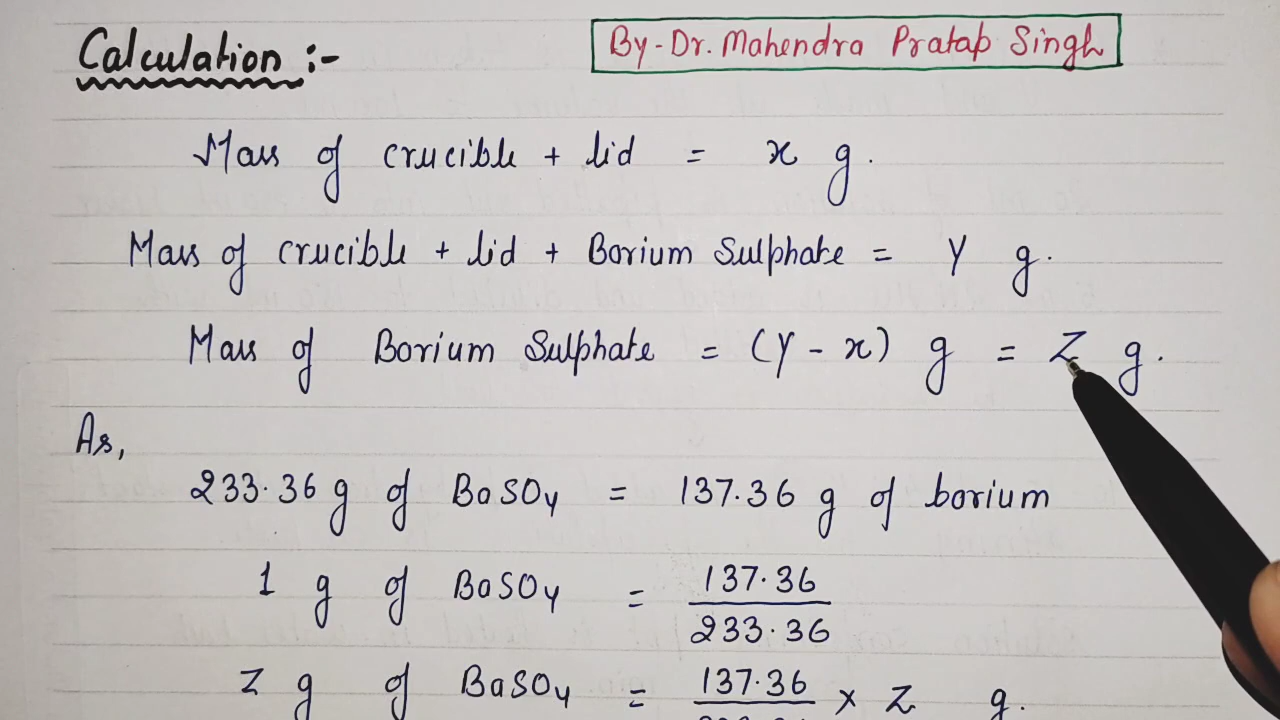 Calculation :-
By - Dr. Mahendra Pratap Singh
Mass of crucible + lid = x g.
Mass of crucible + lid + Borium Sulphate = Y g.
Mass of Borium Sulphate = (Y - x) g = Z g.
As,
233.36 g of BaSO4 = 137.36 g of borium
1 g of BaSO4 = 137.36
233.36
Z g of BaSO4 = 137.36 × Z g.